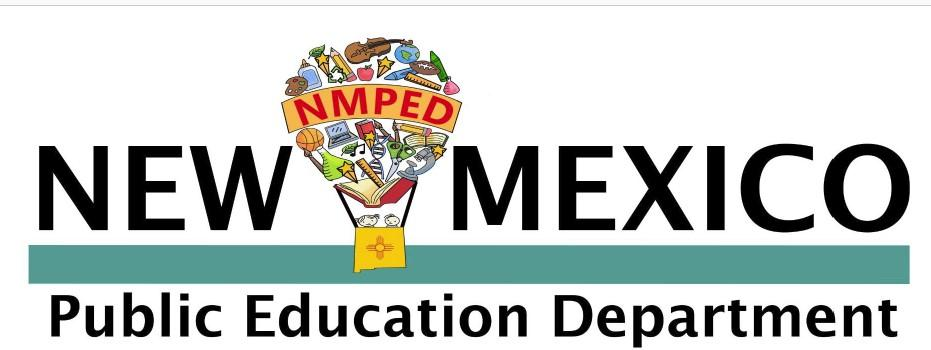 NMPED
NEW MEXICO
Public Education Department